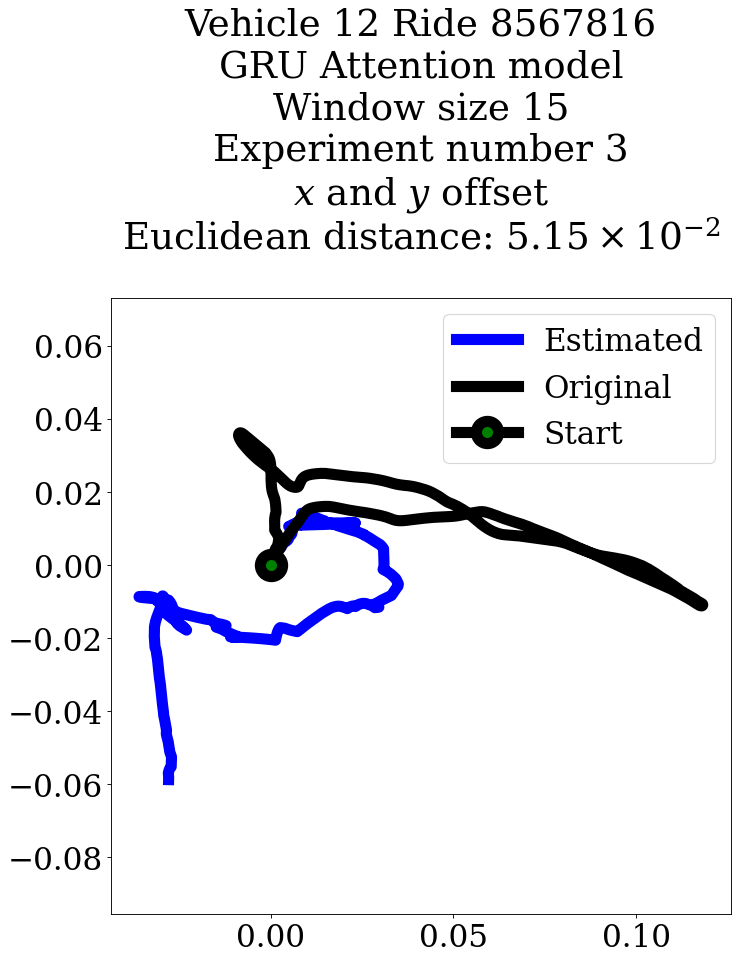 Vehicle 12 Ride 8567816
GRU Attention model
Window size 15
Experiment number 3
x and y offset
Euclidean distance: 5.15 × 10⁻²
Estimated
Original
Start
0.06
0.04
0.02
0.00
−0.02
−0.04
−0.06
−0.08
0.00 0.05 0.10